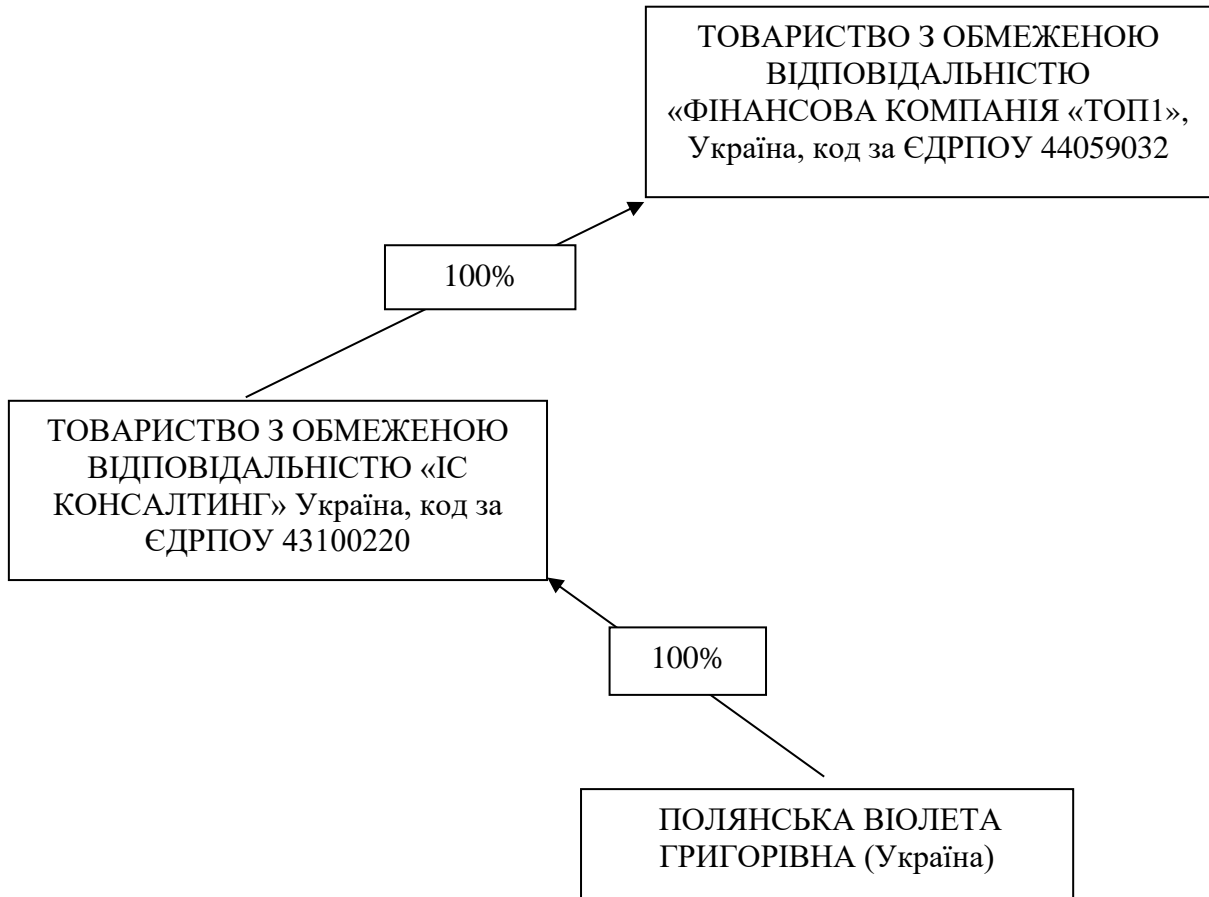 ТОВАРИСТВО З ОБМЕЖЕНОЮ
ВІДПОВІДАЛЬНІСТЮ
«ФІНАНСОВА КОМПАНІЯ «ТОП1»,
Україна, код за ЄДРПОУ 44059032
100%
ТОВАРИСТВО З ОБМЕЖЕНОЮ
ВІДПОВІДАЛЬНІСТЮ «ІС
КОНСАЛТИНГ» Україна, код за
ЄДРПОУ 43100220
100%
ПОЛЯНСЬКА ВІОЛЕТА
ГРИГОРІВНА (Україна)